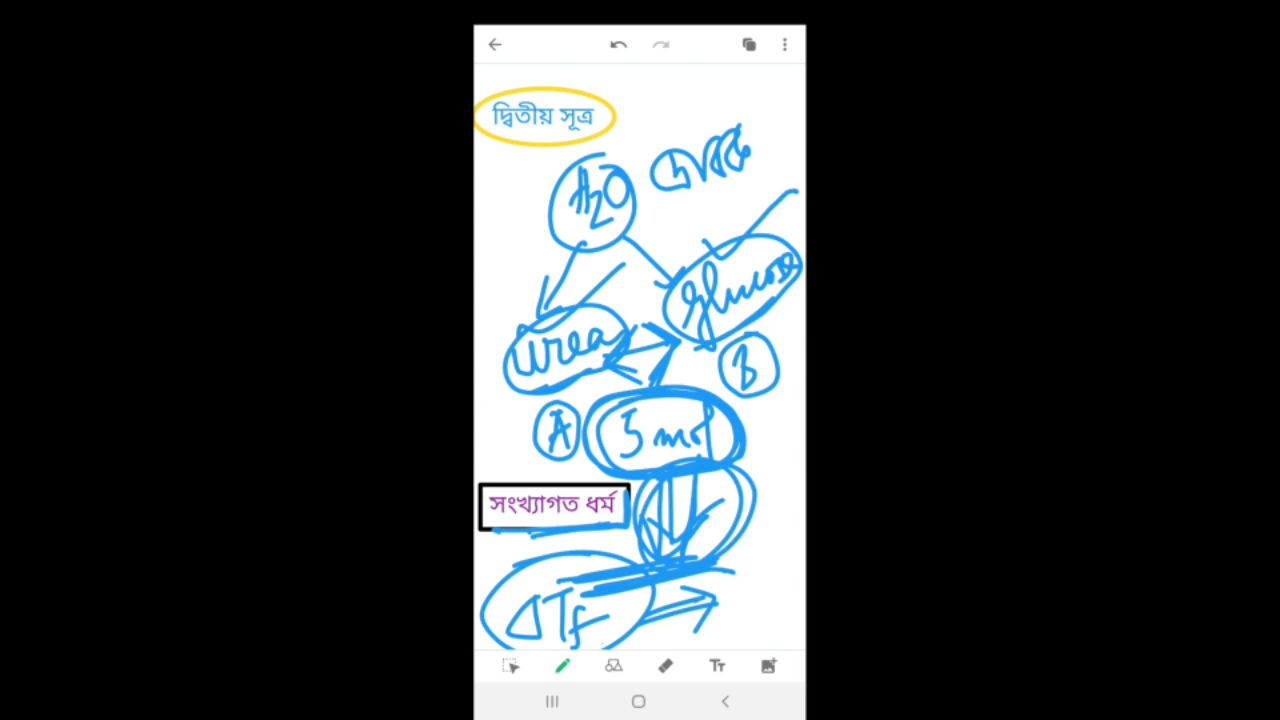 দ্বিতীয় সূত্র
H2O দ্রাবক
Glucose
Urea
B
A 5 mol
সংখ্যাগত ধর্ম
ΔTf